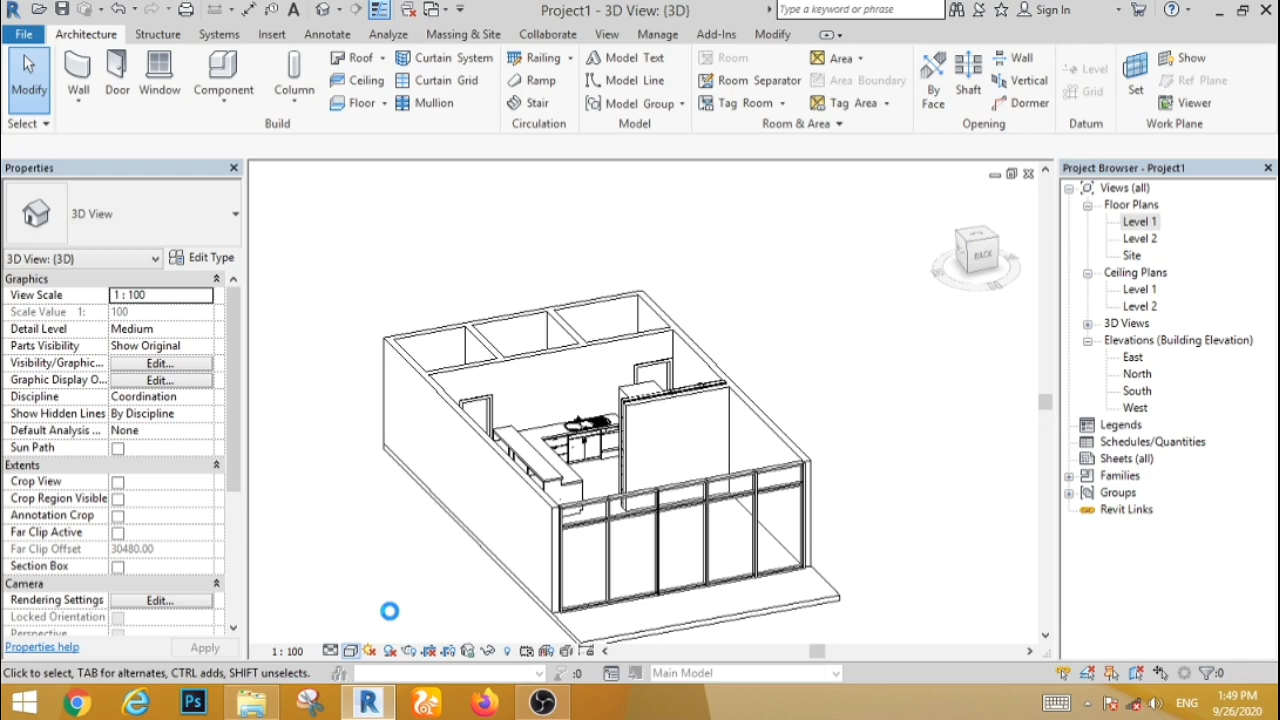 Project1 - 3D View: {3D}
Type a keyword or phrase
Sign In
File Architecture Structure Systems Insert Annotate Analyze Massing & Site Collaborate View Manage Add-Ins Modify
Modify Wall Door Window Component Column
Roof Curtain System
Ceiling Curtain Grid
Floor Mullion
Railing
Ramp
Stair
Model Text
Model Line
Model Group
Room Area
Room Separator Area Boundary
Tag Room Tag Area
By Face Shaft
Wall
Vertical
Dormer
Level
Grid
Set
Show
Ref Plane
Viewer
Select Build Circulation Model Room & Area Opening Datum Work Plane
Properties
3D View
3D View: {3D} Edit Type
Graphics
View Scale 1 : 100
Scale Value 1: 100
Detail Level Medium
Parts Visibility Show Original
Visibility/Graphic... Edit...
Graphic Display O... Edit...
Discipline Coordination
Show Hidden Lines By Discipline
Default Analysis ... None
Sun Path
Extents
Crop View
Crop Region Visible
Annotation Crop
Far Clip Active
Far Clip Offset 30480.00
Section Box
Camera
Rendering Settings Edit...
Locked Orientation
Perspective
Properties help Apply
BACK
1 : 100
Project Browser - Project1
Views (all)
Floor Plans
Level 1
Level 2
Site
Ceiling Plans
Level 1
Level 2
3D Views
Elevations (Building Elevation)
East
North
South
West
Legends
Schedules/Quantities
Sheets (all)
Families
Groups
Revit Links
Click to select, TAB for alternates, CTRL adds, SHIFT unselects.
:0
Main Model
:0
Ps
R
ENG
1:49 PM
9/26/2020